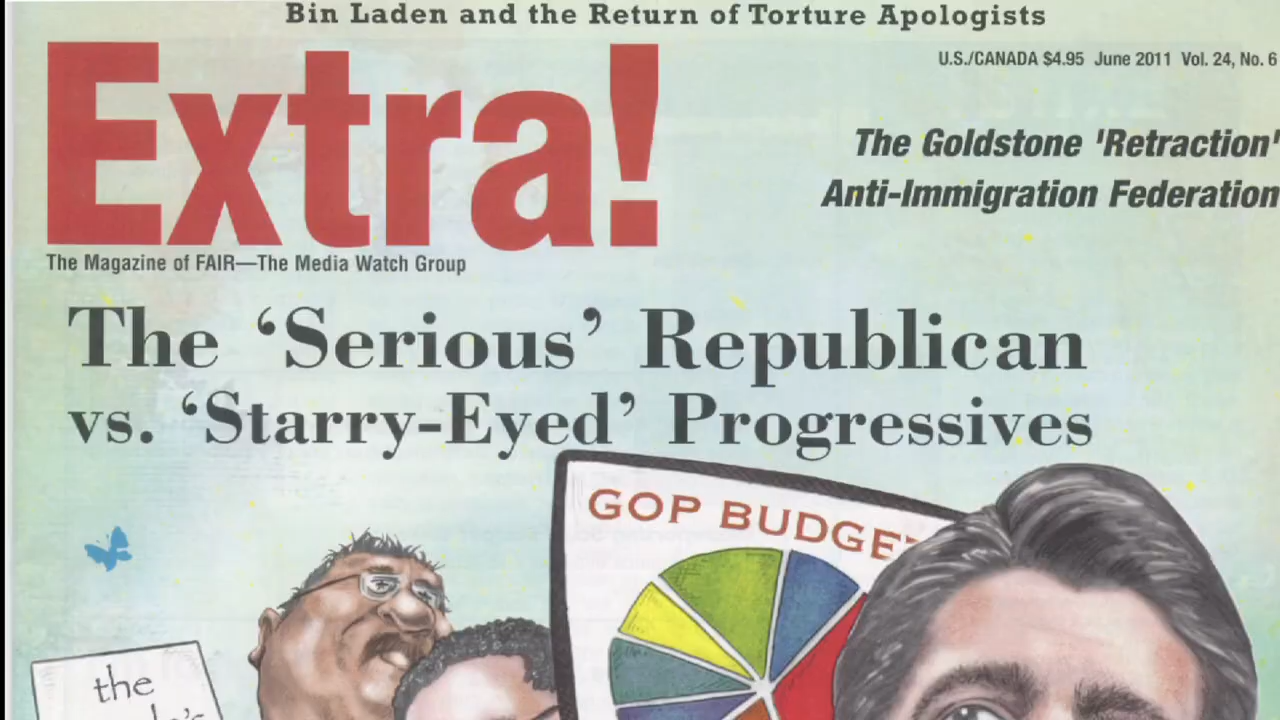 Bin Laden and the Return of Torture Apologists
Extra!
U.S./CANADA $4.95 June 2011 Vol. 24, No. 6
The Goldstone 'Retraction'
Anti-Immigration Federation
The Magazine of FAIR—The Media Watch Group
The ‘Serious’ Republican
vs. ‘Starry-Eyed’ Progressives
GOP BUDGE
the